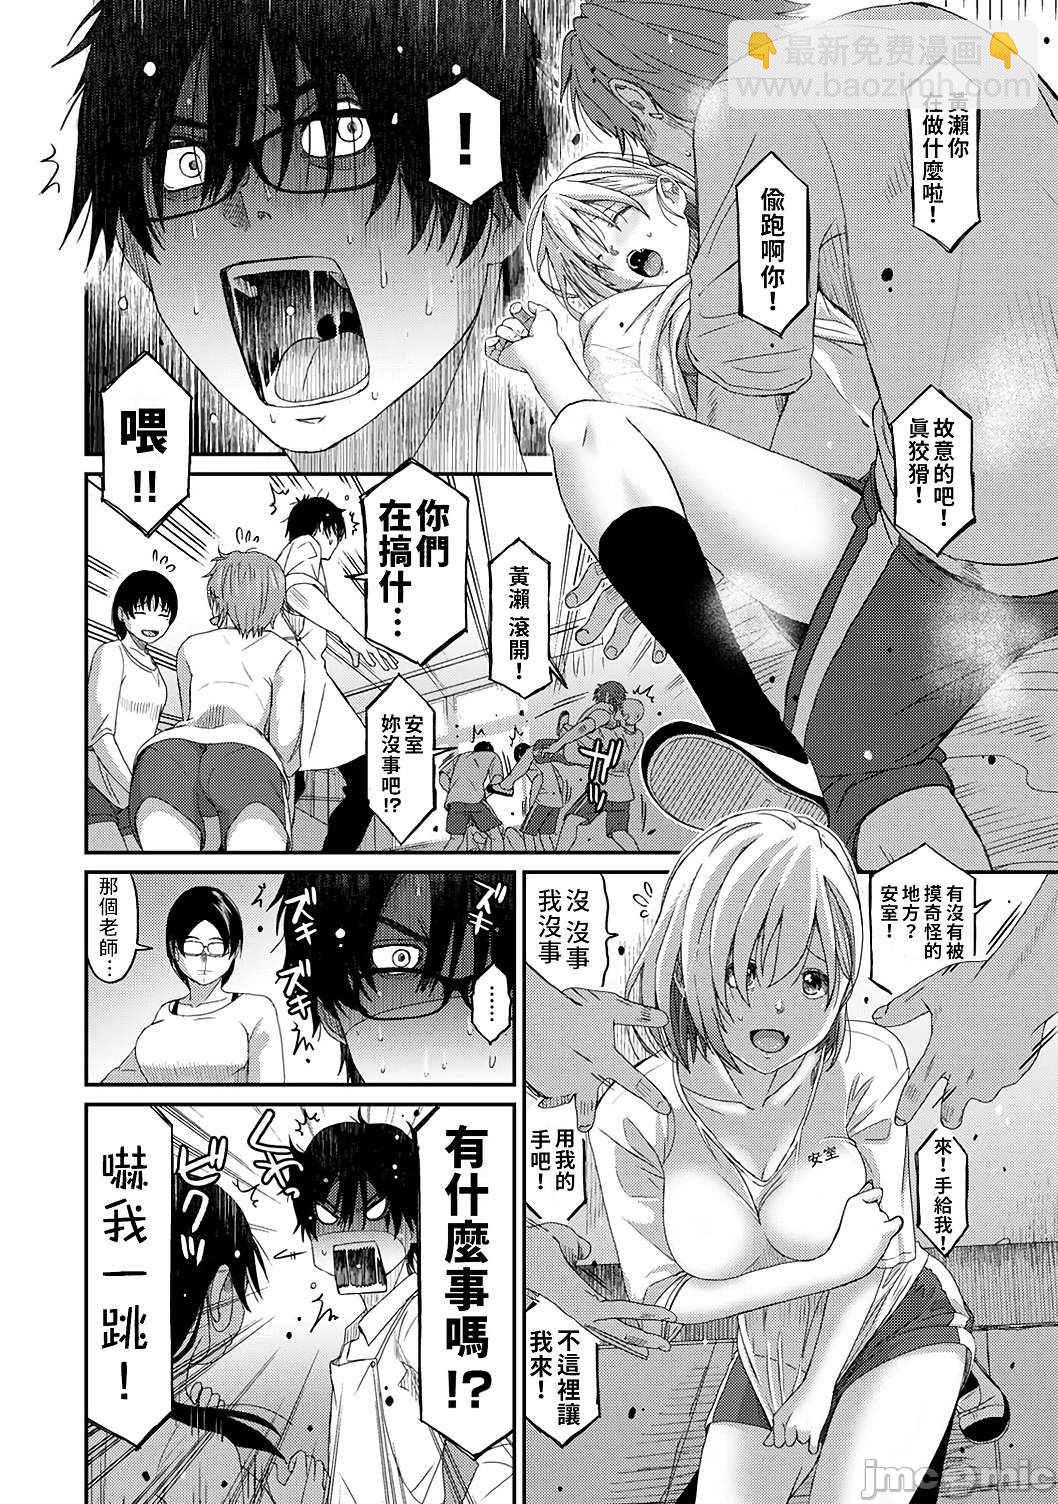 最新免费漫画
www.baozimh.com
黃瀨你
在做什麼啦！
偷跑啊你！
故意的吧！
真狡猾！
！
喂!!
你們
在搞什…
黃瀨 滾開！
安室
妳沒事吧!?
有沒有被
摸奇怪的
地方？
安室！
沒 沒事
我沒事
來！手給我！
用我的
手吧！
不這裡讓
我來！
安室
……
ズキ
ズキ
那個老師…
有什麼事嗎!?
嚇我一跳！
jmcomic